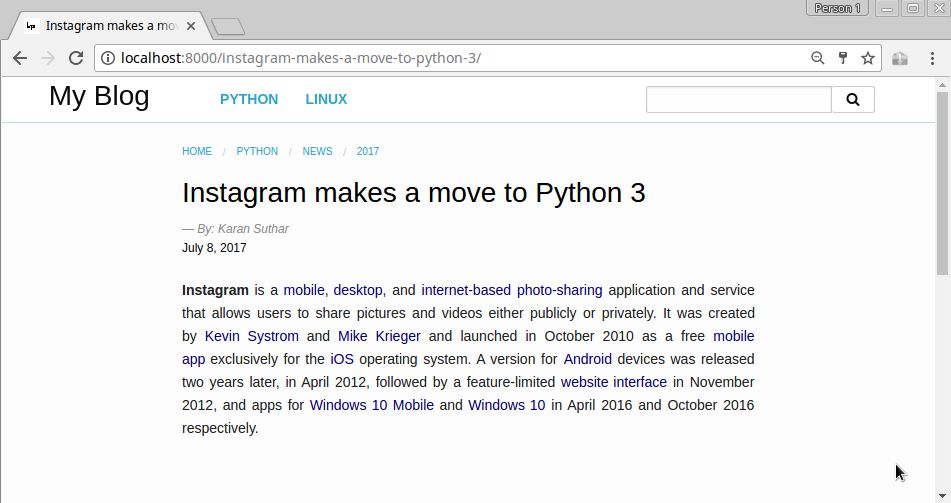 Person 1
Instagram makes a mov
localhost:8000/instagram-makes-a-move-to-python-3/
My Blog PYTHON LINUX
HOME / PYTHON / NEWS / 2017
Instagram makes a move to Python 3
— By: Karan Suthar
July 8, 2017
Instagram is a mobile, desktop, and internet-based photo-sharing application and service
that allows users to share pictures and videos either publicly or privately. It was created
by Kevin Systrom and Mike Krieger and launched in October 2010 as a free mobile
app exclusively for the iOS operating system. A version for Android devices was released
two years later, in April 2012, followed by a feature-limited website interface in November
2012, and apps for Windows 10 Mobile and Windows 10 in April 2016 and October 2016
respectively.